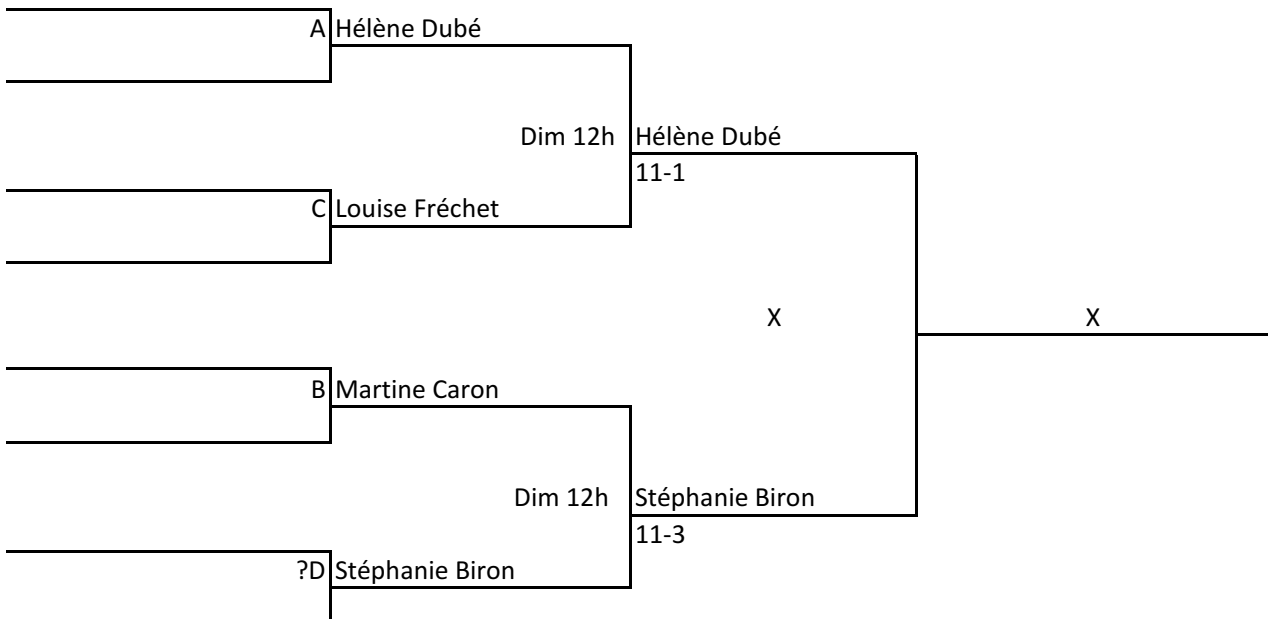 A Hélène Dubé
Dim 12h Hélène Dubé
11-1
C Louise Fréchet
X X
B Martine Caron
Dim 12h Stéphanie Biron
11-3
?D Stéphanie Biron